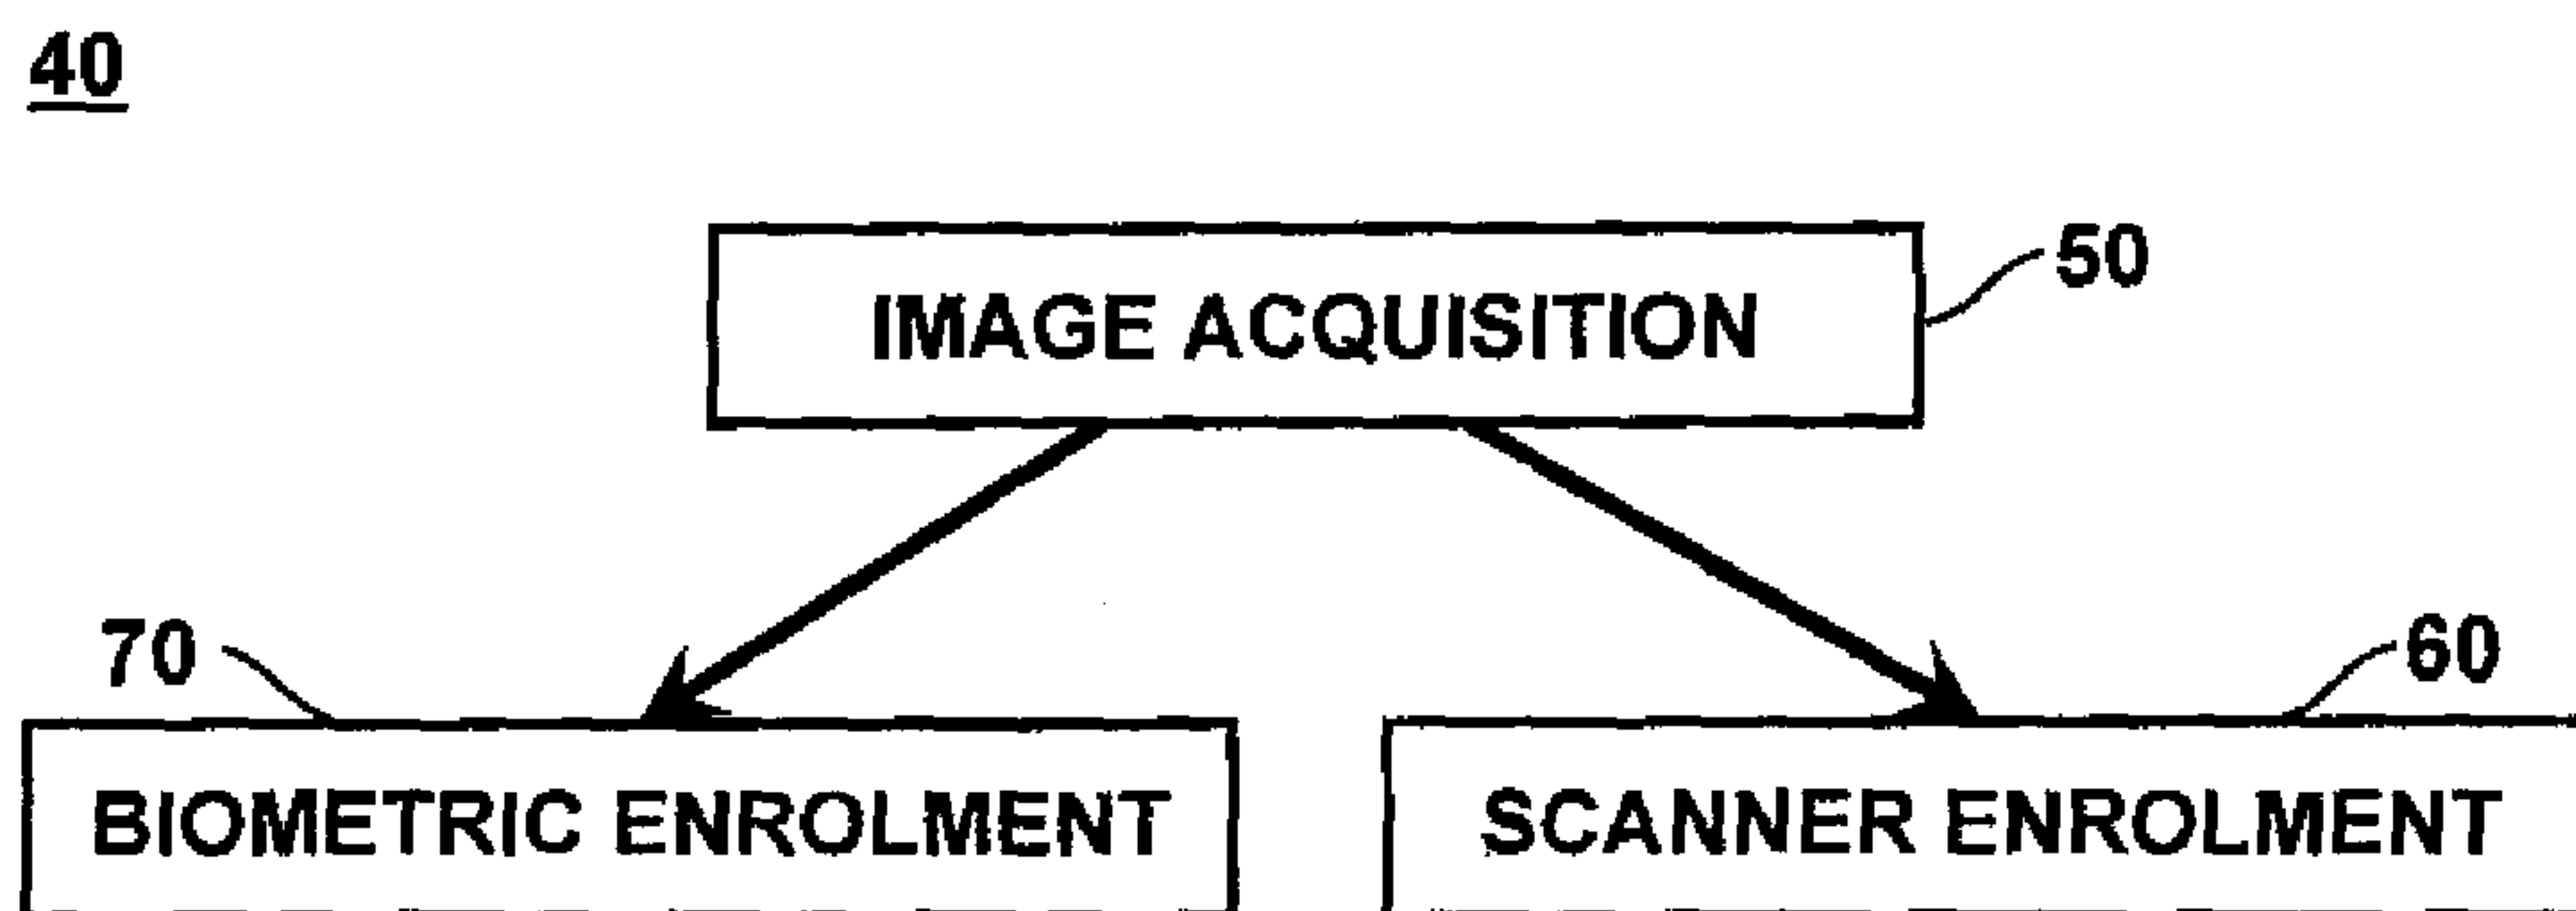 40
IMAGE ACQUISITION
50
70
60
BIOMETRIC ENROLMENT
SCANNER ENROLMENT